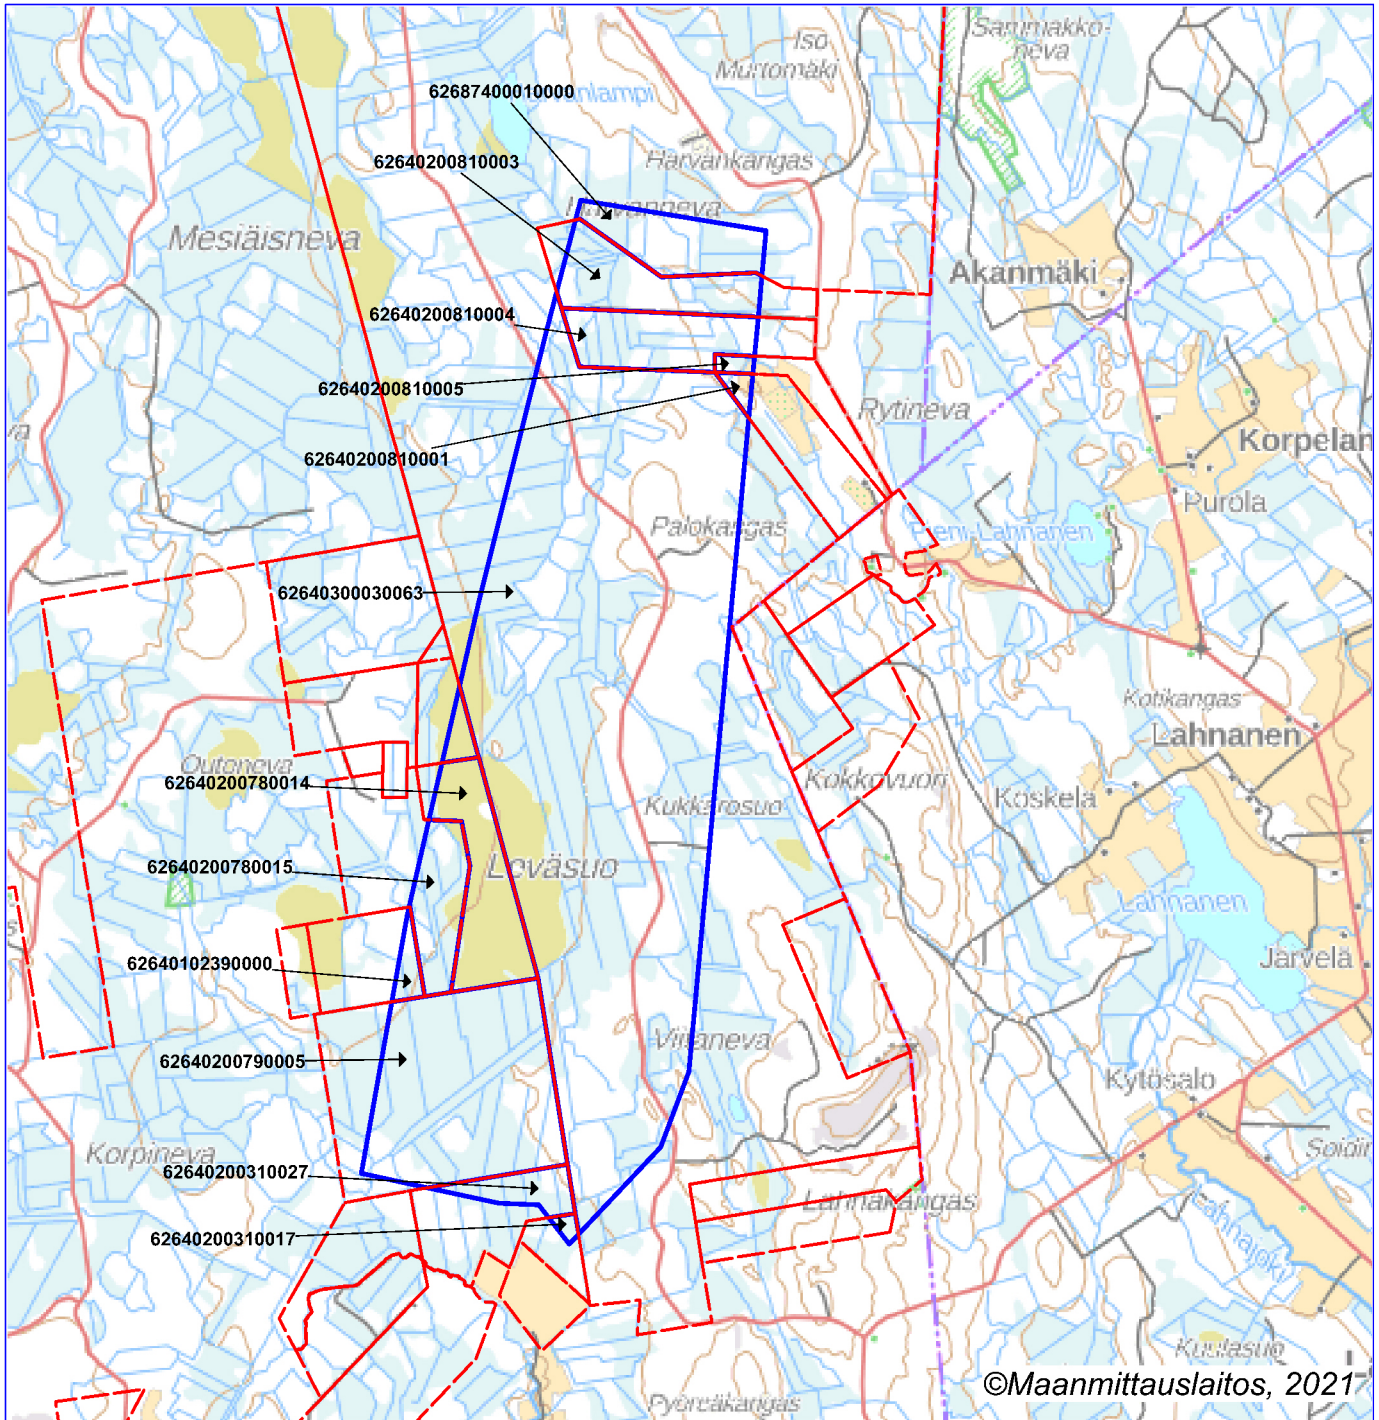 Sammakko-
neva
Iso
Murtomäki
62687400010000
62640200810003
Harvankangas
Mesiäisneva
Akanmäki
62640200810004
62640200810005
Rytineva
62640200810001
Korpelan
Purola
Palokangas
Pieni-Lahnanen
62640300030063
Kotikangas
Lahnanen
Outoneva
62640200780014
Kokkovuori
Koskela
Kukkarosuo
62640200780015
Leväsuo
Lahnanen
62640102390000
Järvelä
Viitaneva
62640200790005
Kytösalo
Korpineva
62640200310027
Lahnakangas
Lahnajoki
62640200310017
Kuulasuo
©Maanmittauslaitos, 2021
Pyöreäkangas